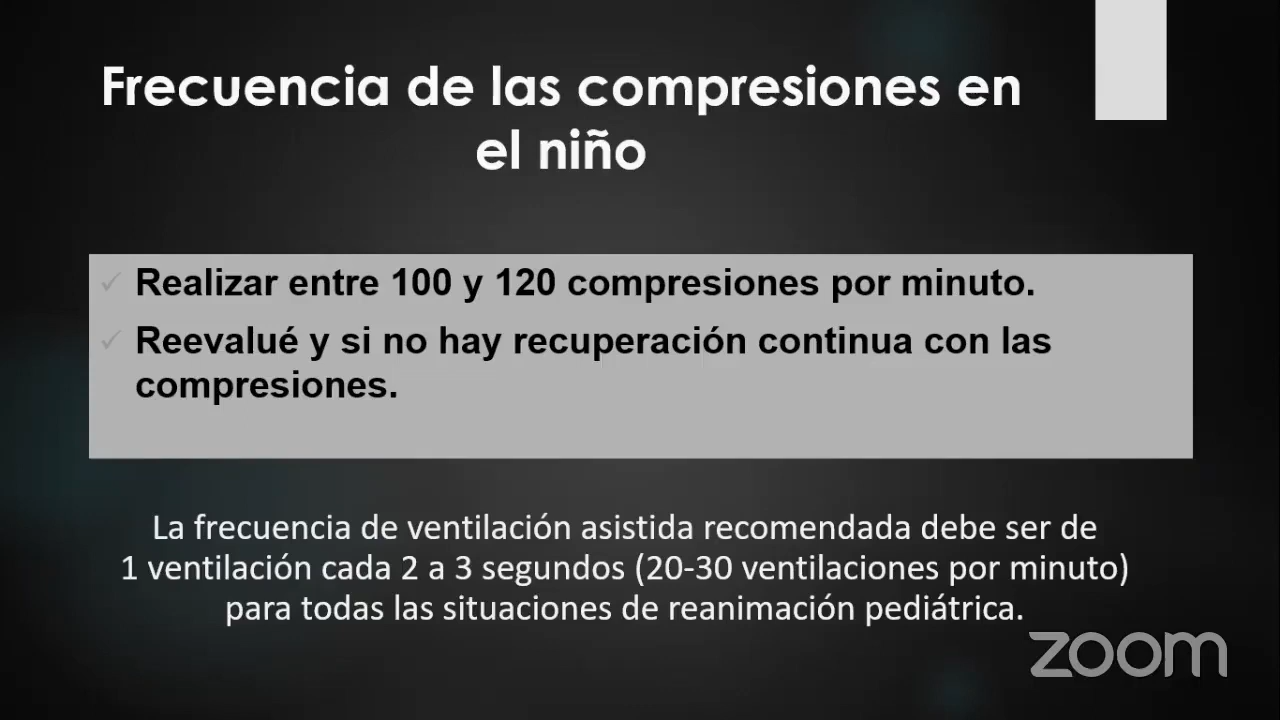 Frecuencia de las compresiones en
el niño
Realizar entre 100 y 120 compresiones por minuto.
Reevalué y si no hay recuperación continua con las
compresiones.
La frecuencia de ventilación asistida recomendada debe ser de
1 ventilación cada 2 a 3 segundos (20-30 ventilaciones por minuto)
para todas las situaciones de reanimación pediátrica.
zoom